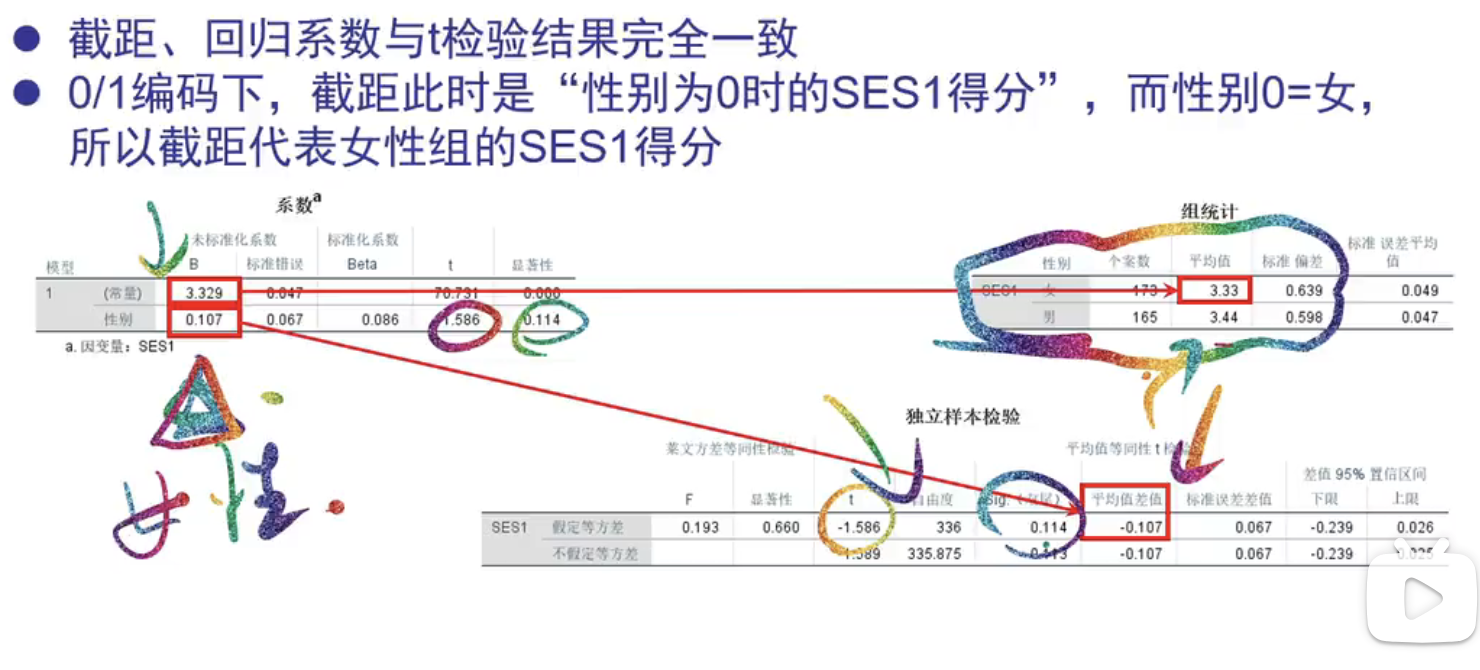 ● 截距、回归系数与t检验结果完全一致
● 0/1编码下，截距此时是“性别为0时的SES1得分”，而性别0=女，
所以截距代表女性组的SES1得分
系数a
未标准化系数 标准化系数
模型 B 标准错误 Beta t 显著性
1 (常量) 3.329 0.047 70.731 0.000
性别 0.107 0.067 0.086 1.586 0.114
a. 因变量：SES1
组统计
性别 个案数 平均值 标准 偏差 标准 误差平均值
SES1 女 173 3.33 0.639 0.049
男 165 3.44 0.598 0.047
女性
独立样本检验
莱文方差等同性检验 平均值等同性 t 检验
差值 95% 置信区间
F 显著性 t 自由度 Sig.（双尾） 平均值差值 标准误差差值 下限 上限
SES1 假定等方差 0.193 0.660 -1.586 336 0.114 -0.107 0.067 -0.239 0.026
不假定等方差 -1.589 335.875 0.113 -0.107 0.067 -0.239 0.025